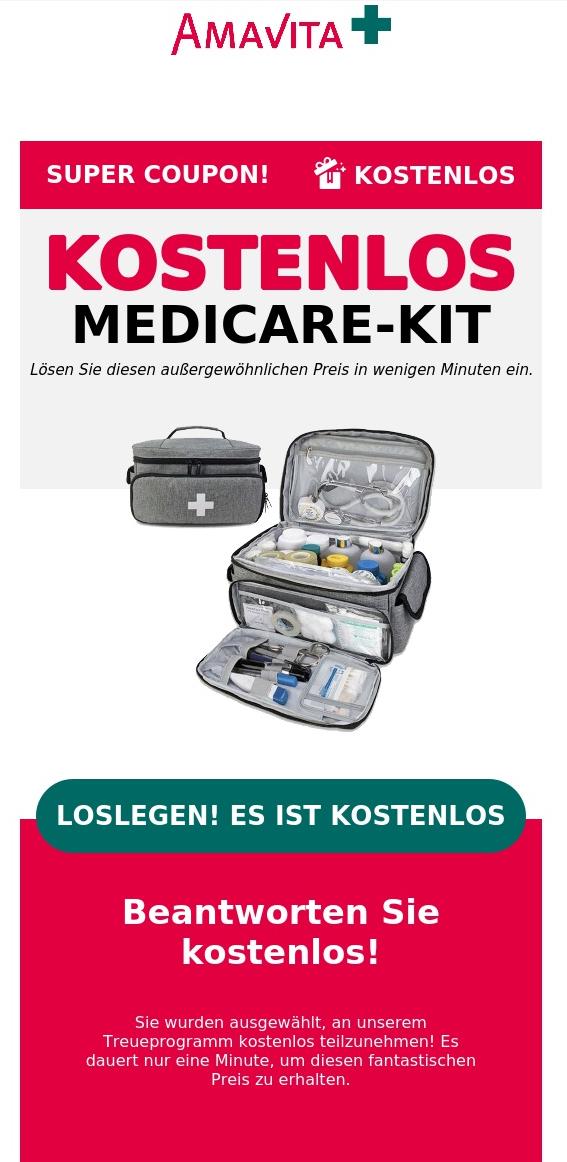 AMAVITA
SUPER COUPON!
KOSTENLOS
KOSTENLOS
MEDICARE-KIT
Lösen Sie diesen außergewöhnlichen Preis in wenigen Minuten ein.
LOSLEGEN! ES IST KOSTENLOS
Beantworten Sie
kostenlos!
Sie wurden ausgewählt, an unserem
Treueprogramm kostenlos teilzunehmen! Es
dauert nur eine Minute, um diesen fantastischen
Preis zu erhalten.